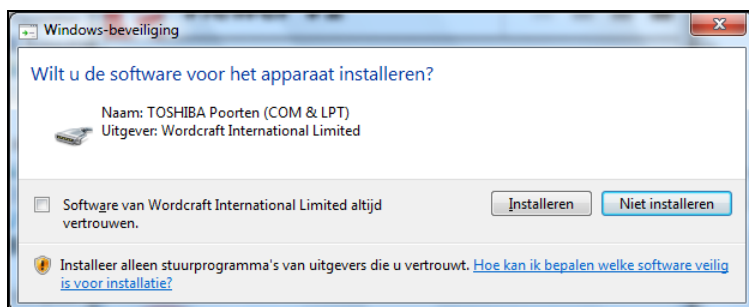 Windows-beveiliging
Wilt u de software voor het apparaat installeren?
Naam: TOSHIBA Poorten (COM & LPT)
Uitgever: Wordcraft International Limited
Software van Wordcraft International Limited altijd
vertrouwen.
Installeren
Niet installeren
Installeer alleen stuurprogramma's van uitgevers die u vertrouwt. Hoe kan ik bepalen welke software veilig
is voor installatie?